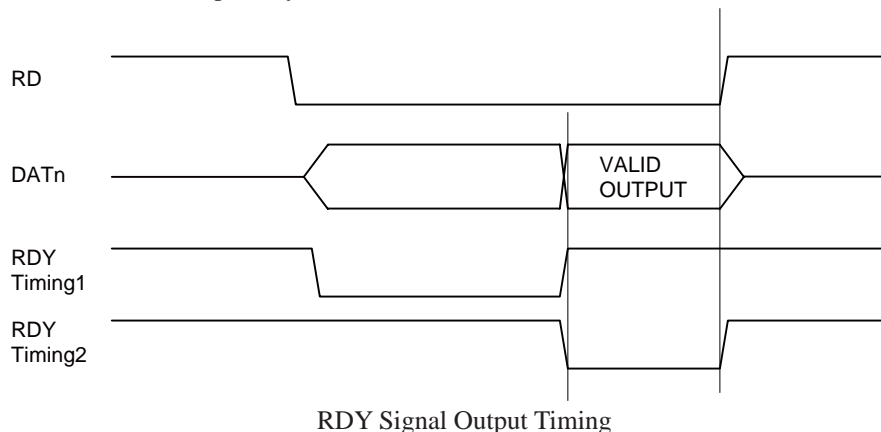 RD
DATn
VALID
OUTPUT
RDY
Timing1
RDY
Timing2
RDY Signal Output Timing